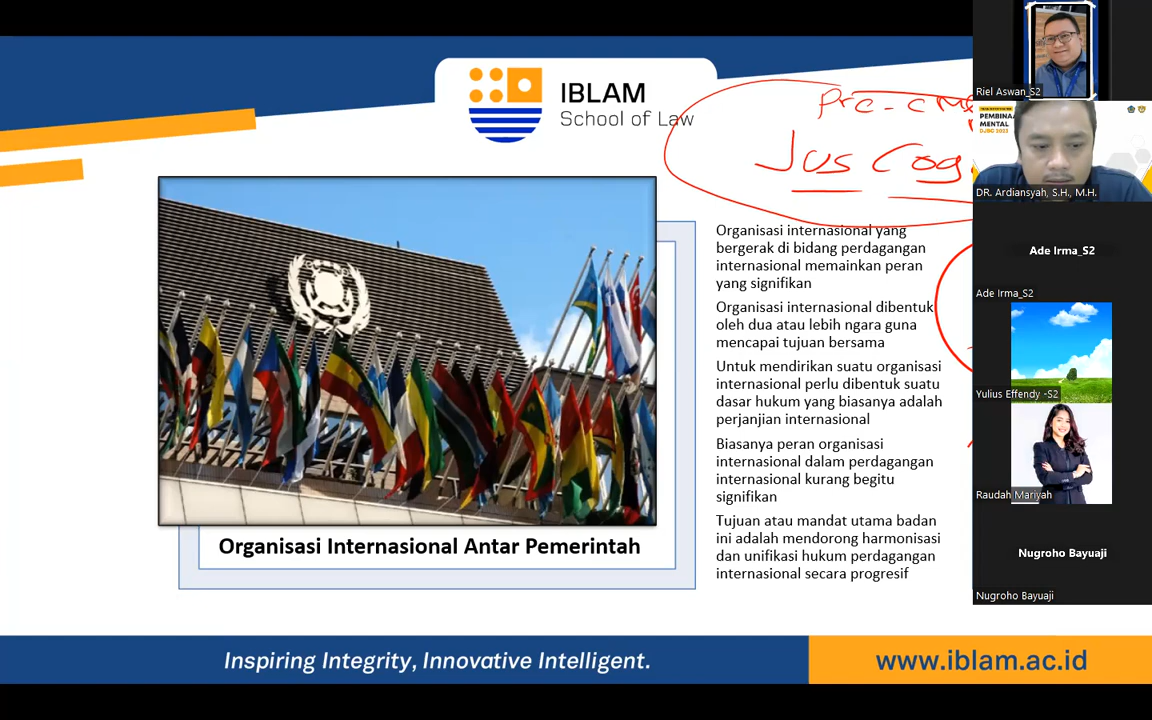 IBLAM
School of Law
Pre-eme
Jus Cog
Organisasi internasional yang
bergerak di bidang perdagangan
internasional memainkan peran
yang signifikan
Organisasi internasional dibentuk
oleh dua atau lebih ngara guna
mencapai tujuan bersama
Untuk mendirikan suatu organisasi
internasional perlu dibentuk suatu
dasar hukum yang biasanya adalah
perjanjian internasional
Biasanya peran organisasi
internasional dalam perdagangan
internasional kurang begitu
signifikan
Tujuan atau mandat utama badan
ini adalah mendorong harmonisasi
dan unifikasi hukum perdagangan
internasional secara progresif
Organisasi Internasional Antar Pemerintah
Inspiring Integrity, Innovative Intelligent.
www.iblam.ac.id
Riel Aswan_S2
PEMBINAA
MENTAL
DJBC 2023
DR. Ardiansyah, S.H., M.H.
Ade Irma_S2
Ade Irma_S2
Yulius Effendy -S2
Raudah Mariyah
Nugroho Bayuaji
Nugroho Bayuaji